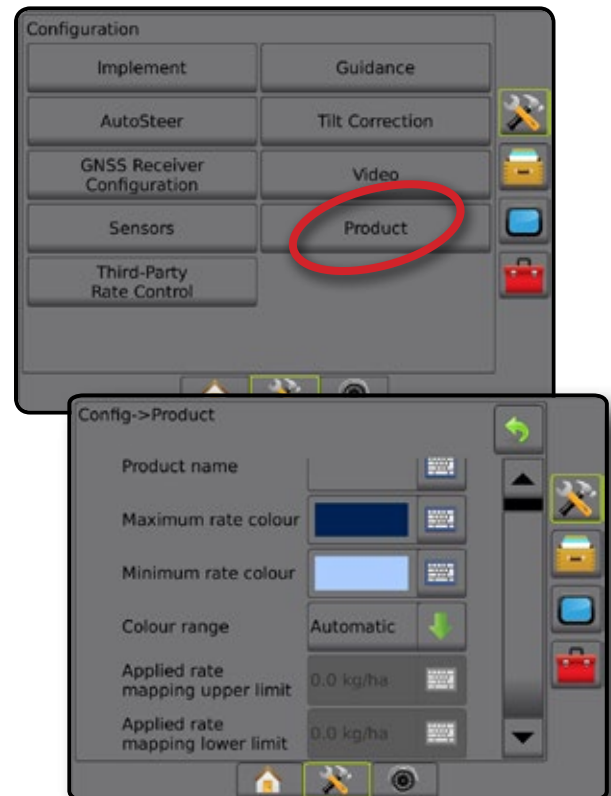 Configuration
Implement
Guidance
AutoSteer
Tilt Correction
GNSS Receiver
Configuration
Video
Sensors
Product
Third-Party
Rate Control
Config->Product
Product name
Maximum rate colour
Minimum rate colour
Colour range
Automatic
Applied rate
mapping upper limit
0.0 kg/ha
Applied rate
mapping lower limit
0.0 kg/ha